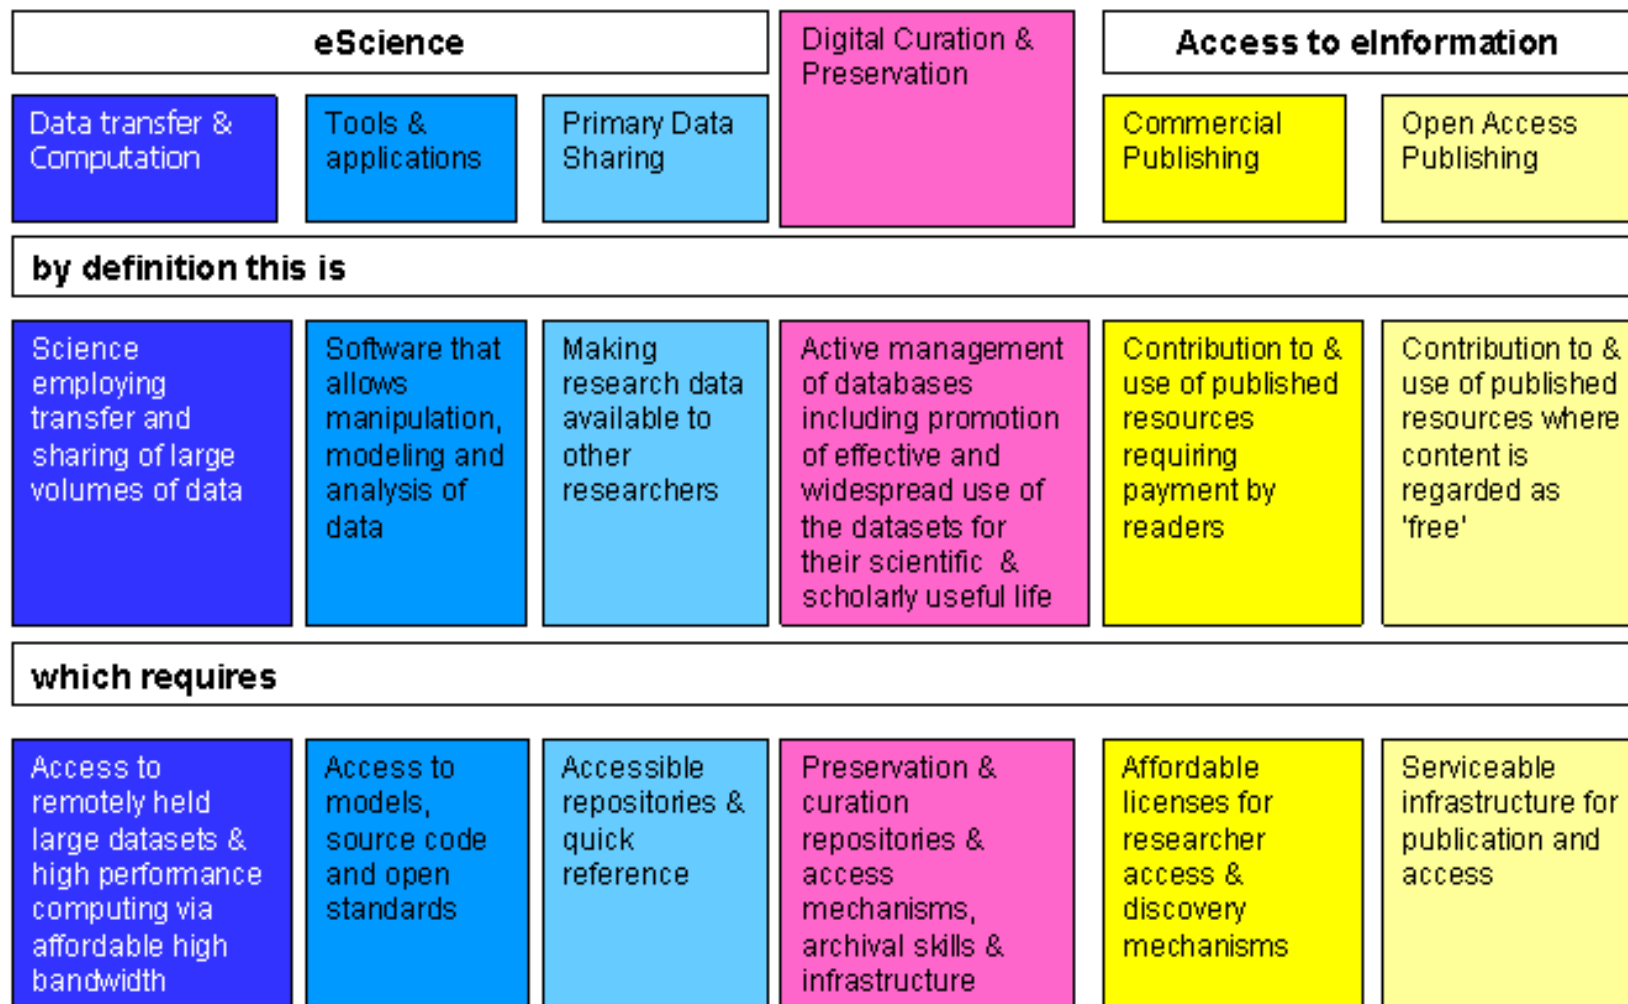 eScience
Digital Curation &
Preservation
Access to eInformation
Data transfer &
Computation
Tools &
applications
Primary Data
Sharing
Commercial
Publishing
Open Access
Publishing
by definition this is
Science
employing
transfer and
sharing of large
volumes of data
Software that
allows
manipulation,
modeling and
analysis of
data
Making
research data
available to
other
researchers
Active management
of databases
including promotion
of effective and
widespread use of
the datasets for
their scientific &
scholarly useful life
Contribution to &
use of published
resources
requiring
payment by
readers
Contribution to &
use of published
resources where
content is
regarded as
'free'
which requires
Access to
remotely held
large datasets &
high performance
computing via
affordable high
bandwidth
Access to
models,
source code
and open
standards
Accessible
repositories &
quick
reference
Preservation &
curation
repositories &
access
mechanisms,
archival skills &
infrastructure
Affordable
licenses for
researcher
access &
discovery
mechanisms
Serviceable
infrastructure for
publication and
access